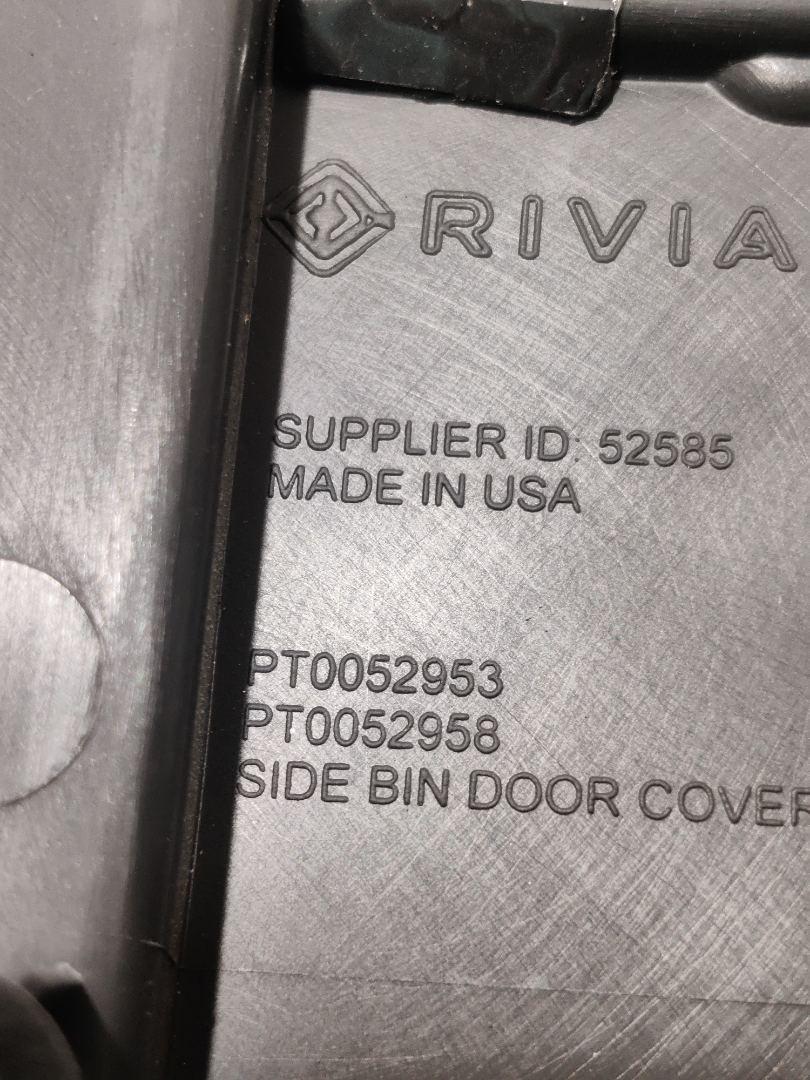 RIVIA
SUPPLIER ID: 52585
MADE IN USA
PT0052953
PT0052958
SIDE BIN DOOR COVER